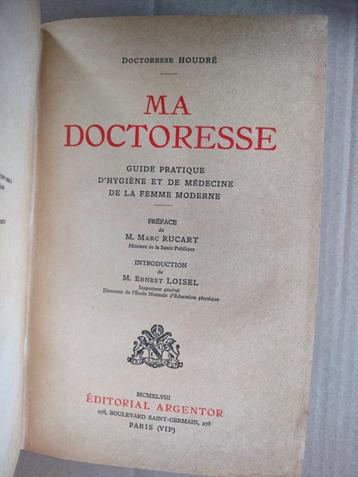 Doctoresse HOUDRÉ
MA
DOCTORESSE
GUIDE PRATIQUE
D'HYGIÈNE ET DE MÉDECINE
DE LA FEMME MODERNE
PRÉFACE
de
M. Marc RUCART
Ministre de la Santé Publique
INTRODUCTION
de
M. Ernest LOISEL
Inspecteur général
Directeur de l'École Normale d'Éducation physique
MCMXLVIII
ÉDITORIAL ARGENTOR
278, BOULEVARD SAINT-GERMAIN, 278
PARIS (VIIe)